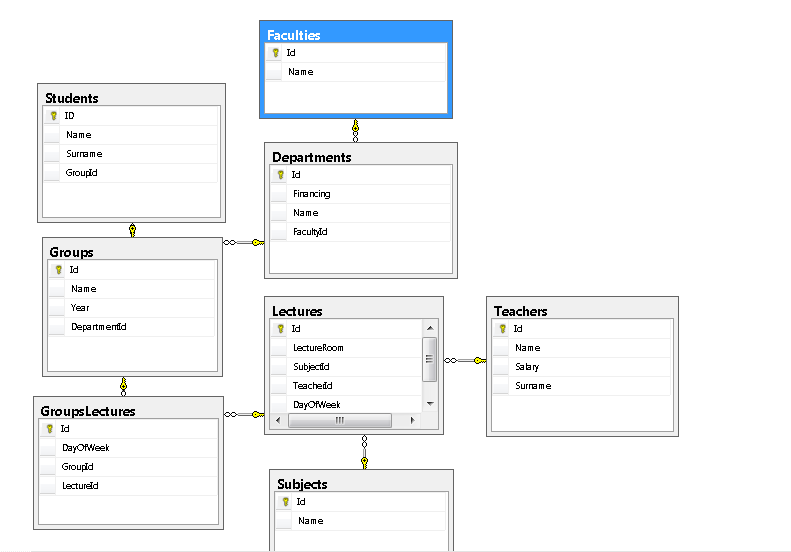 Faculties
Id
Name
Students
ID
Name
Surname
GroupId
Departments
Id
Financing
Name
FacultyId
Groups
Id
Name
Year
DepartmentId
Lectures
Id
LectureRoom
SubjectId
TeacherId
DayOfWeek
Teachers
Id
Name
Salary
Surname
GroupsLectures
Id
DayOfWeek
GroupId
LectureId
Subjects
Id
Name